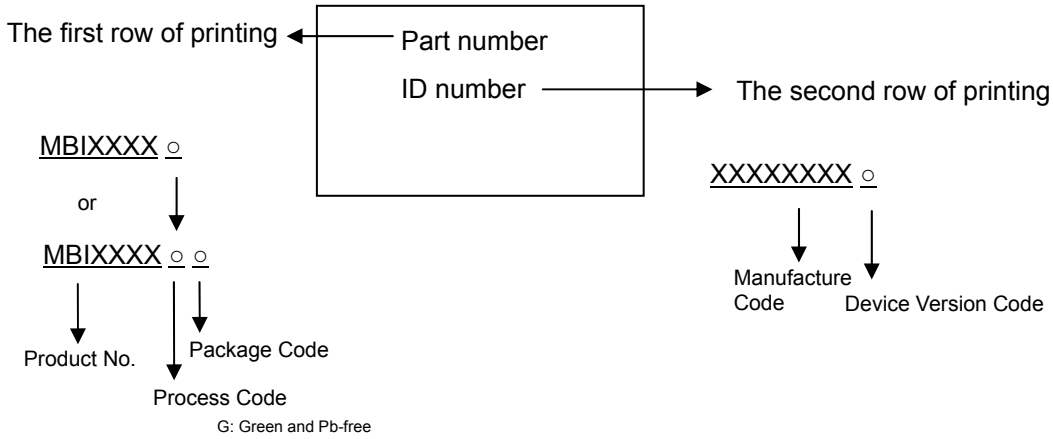 The first row of printing
Part number
ID number
The second row of printing
MBIXXXX ○
or
MBIXXXX ○ ○
Product No.
Package Code
Process Code
G: Green and Pb-free
XXXXXXXX ○
Manufacture
Code
Device Version Code